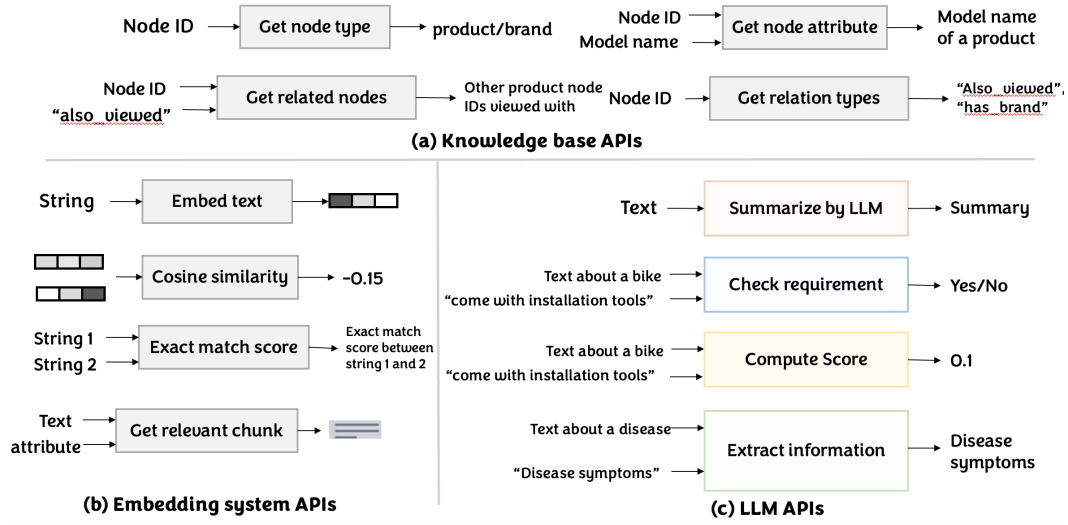 Node ID
Get node type
product/brand
Node ID
Model name
Get node attribute
Model name
of a product
Node ID
“also_viewed”
Get related nodes
Other product node
IDs viewed with
Node ID
Get relation types
“Also_viewed”,
“has_brand”
(a) Knowledge base APIs
String
Embed text
Cosine similarity
-0.15
String 1
String 2
Exact match score
Exact match
score between
string 1 and 2
Text
attribute
Get relevant chunk
(b) Embedding system APIs
Text
Summarize by LLM
Summary
Text about a bike
“come with installation tools”
Check requirement
Yes/No
Text about a bike
“come with installation tools”
Compute Score
0.1
Text about a disease
“Disease symptoms”
Extract information
Disease
symptoms
(c) LLM APIs